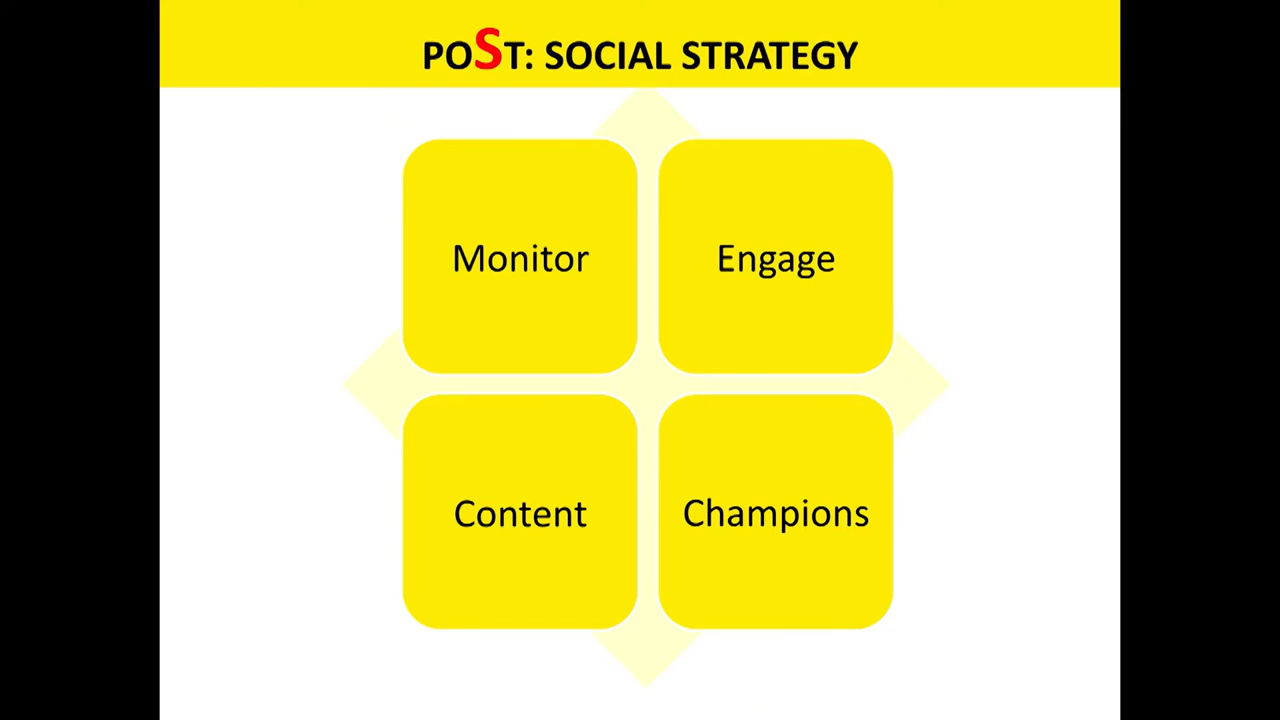 POST: SOCIAL STRATEGY
Monitor
Engage
Content
Champions